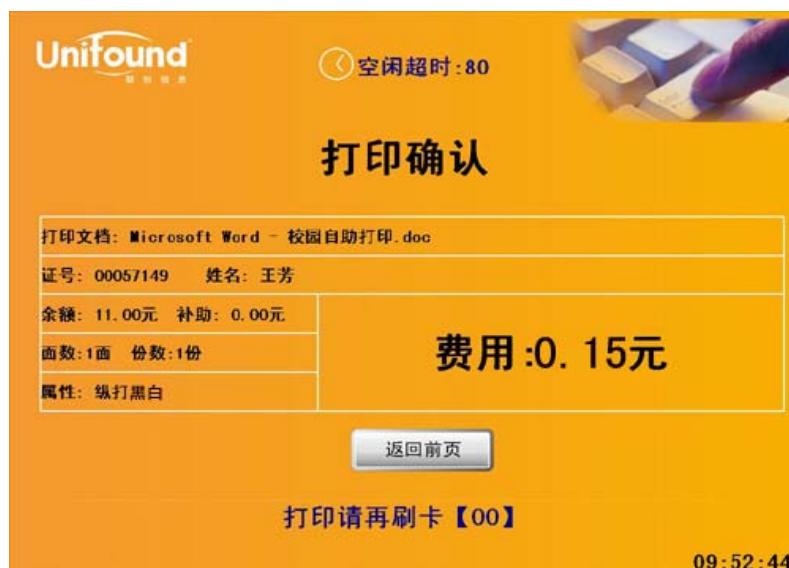 Unifound
联创信息
空闲超时:80
打印确认
打印文档: Microsoft Word - 校园自助打印.doc
证号: 00057149 姓名: 王芳
余额: 11.00元 补助: 0.00元
面数:1面 份数:1份
费用:0.15元
属性: 纵打黑白
返回前页
打印请再刷卡【00】
09:52:44